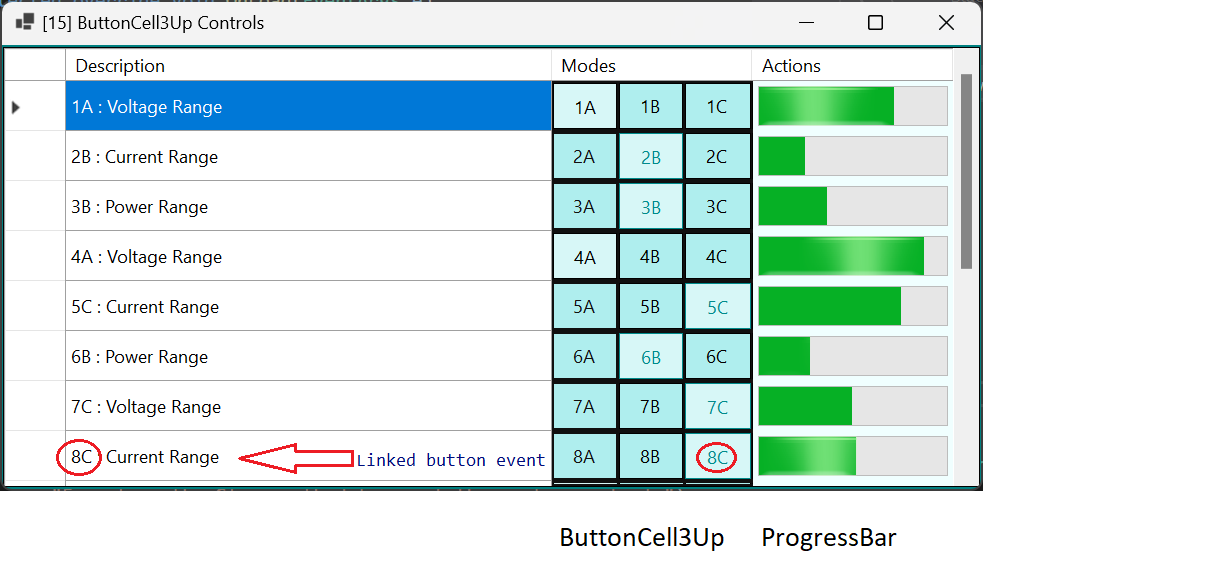 [15] ButtonCell3Up Controls
Description Modes Actions
1A : Voltage Range 1A 1B 1C
2B : Current Range 2A 2B 2C
3B : Power Range 3A 3B 3C
4A : Voltage Range 4A 4B 4C
5C : Current Range 5A 5B 5C
6B : Power Range 6A 6B 6C
7C : Voltage Range 7A 7B 7C
8C Current Range Linked button event 8A 8B 8C
ButtonCell3Up ProgressBar